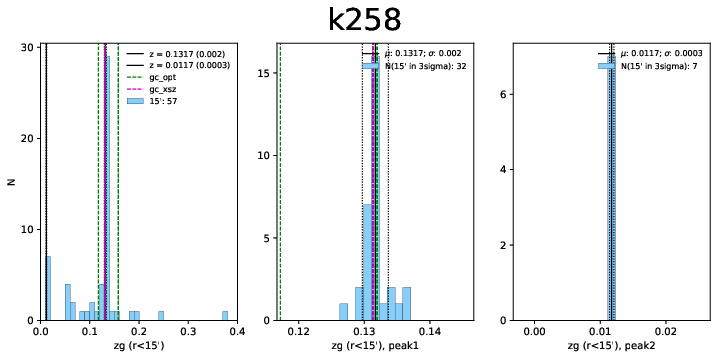 k258
z = 0.1317 (0.002)
z = 0.0117 (0.0003)
gc_opt
gc_xsz
15': 57
N
30
20
10
0
0.0 0.1 0.2 0.3 0.4
zg (r<15')
μ: 0.1317; σ: 0.002
N(15' in 3sigma): 32
15
10
5
0
0.12 0.13 0.14
zg (r<15'), peak1
μ: 0.0117; σ: 0.0003
N(15' in 3sigma): 7
6
4
2
0
0.00 0.01 0.02
zg (r<15'), peak2